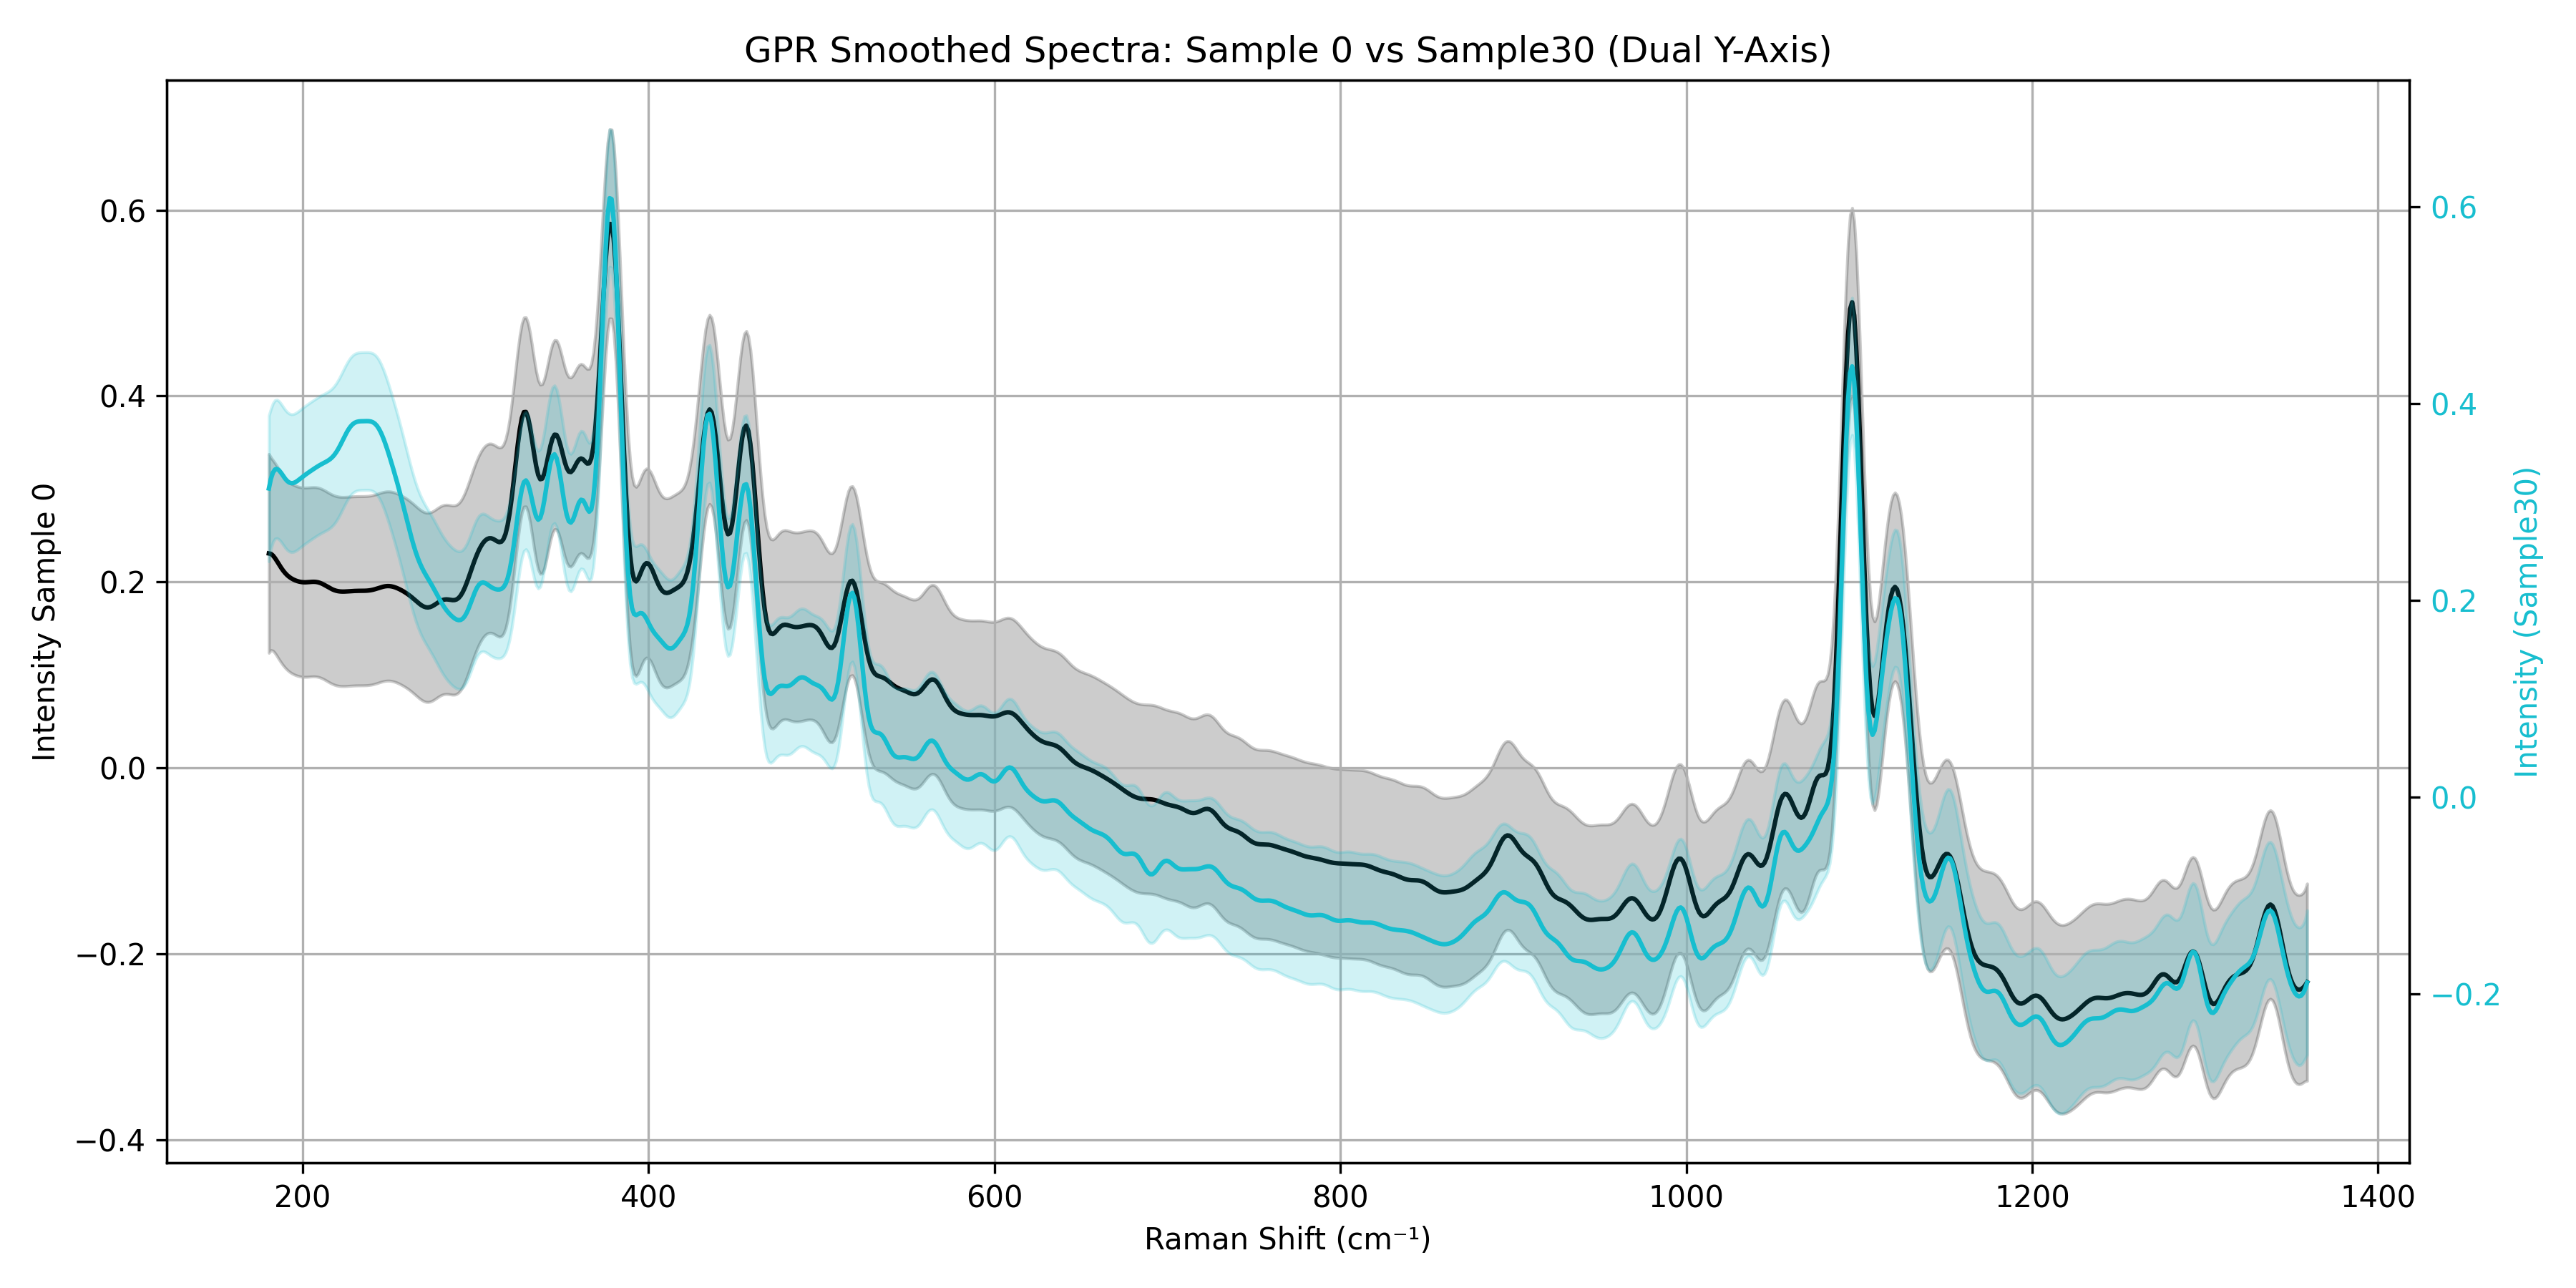 GPR Smoothed Spectra: Sample 0 vs Sample30 (Dual Y-Axis)
Intensity Sample 0
0.6
0.4
0.2
0.0
−0.2
−0.4
0.6
0.4
0.2
0.0
−0.2
Intensity (Sample30)
200 400 600 800 1000 1200 1400
Raman Shift (cm⁻¹)